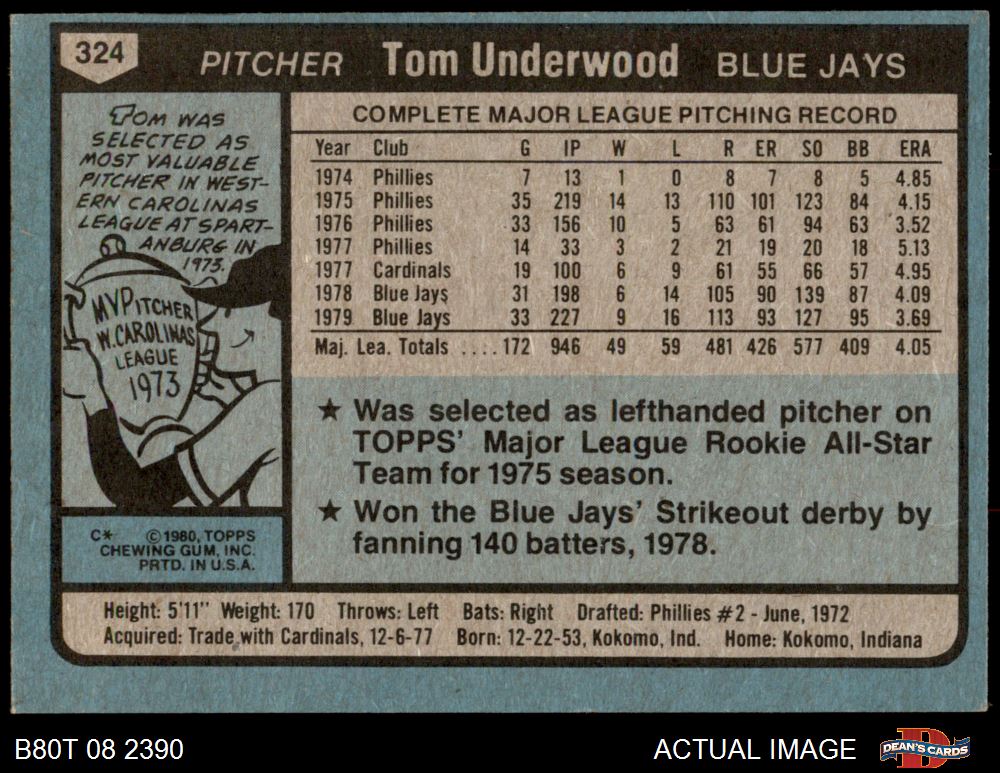 324 PITCHER Tom Underwood BLUE JAYS
TOM WAS
SELECTED AS
MOST VALUABLE
PITCHER IN WEST-
ERN CAROLINAS
LEAGUE AT SPART-
ANBURG IN
1973.
MVPITCHER
W. CAROLINAS
LEAGUE
1973
C* © 1980, TOPPS
CHEWING GUM, INC.
PRTD. IN U.S.A.
COMPLETE MAJOR LEAGUE PITCHING RECORD
Year Club G IP W L R ER SO BB ERA
1974 Phillies 7 13 1 0 8 7 8 5 4.85
1975 Phillies 35 219 14 13 110 101 123 84 4.15
1976 Phillies 33 156 10 5 63 61 94 63 3.52
1977 Phillies 14 33 3 2 21 19 20 18 5.13
1977 Cardinals 19 100 6 9 61 55 66 57 4.95
1978 Blue Jays 31 198 6 14 105 90 139 87 4.09
1979 Blue Jays 33 227 9 16 113 93 127 95 3.69
Maj. Lea. Totals ....172 946 49 59 481 426 577 409 4.05
★ Was selected as lefthanded pitcher on
TOPPS' Major League Rookie All-Star
Team for 1975 season.
★ Won the Blue Jays' Strikeout derby by
fanning 140 batters, 1978.
Height: 5'11" Weight: 170 Throws: Left Bats: Right Drafted: Phillies #2 - June, 1972
Acquired: Trade with Cardinals, 12-6-77 Born: 12-22-53, Kokomo, Ind. Home: Kokomo, Indiana
B80T 08 2390 ACTUAL IMAGE DEAN'S CARDS